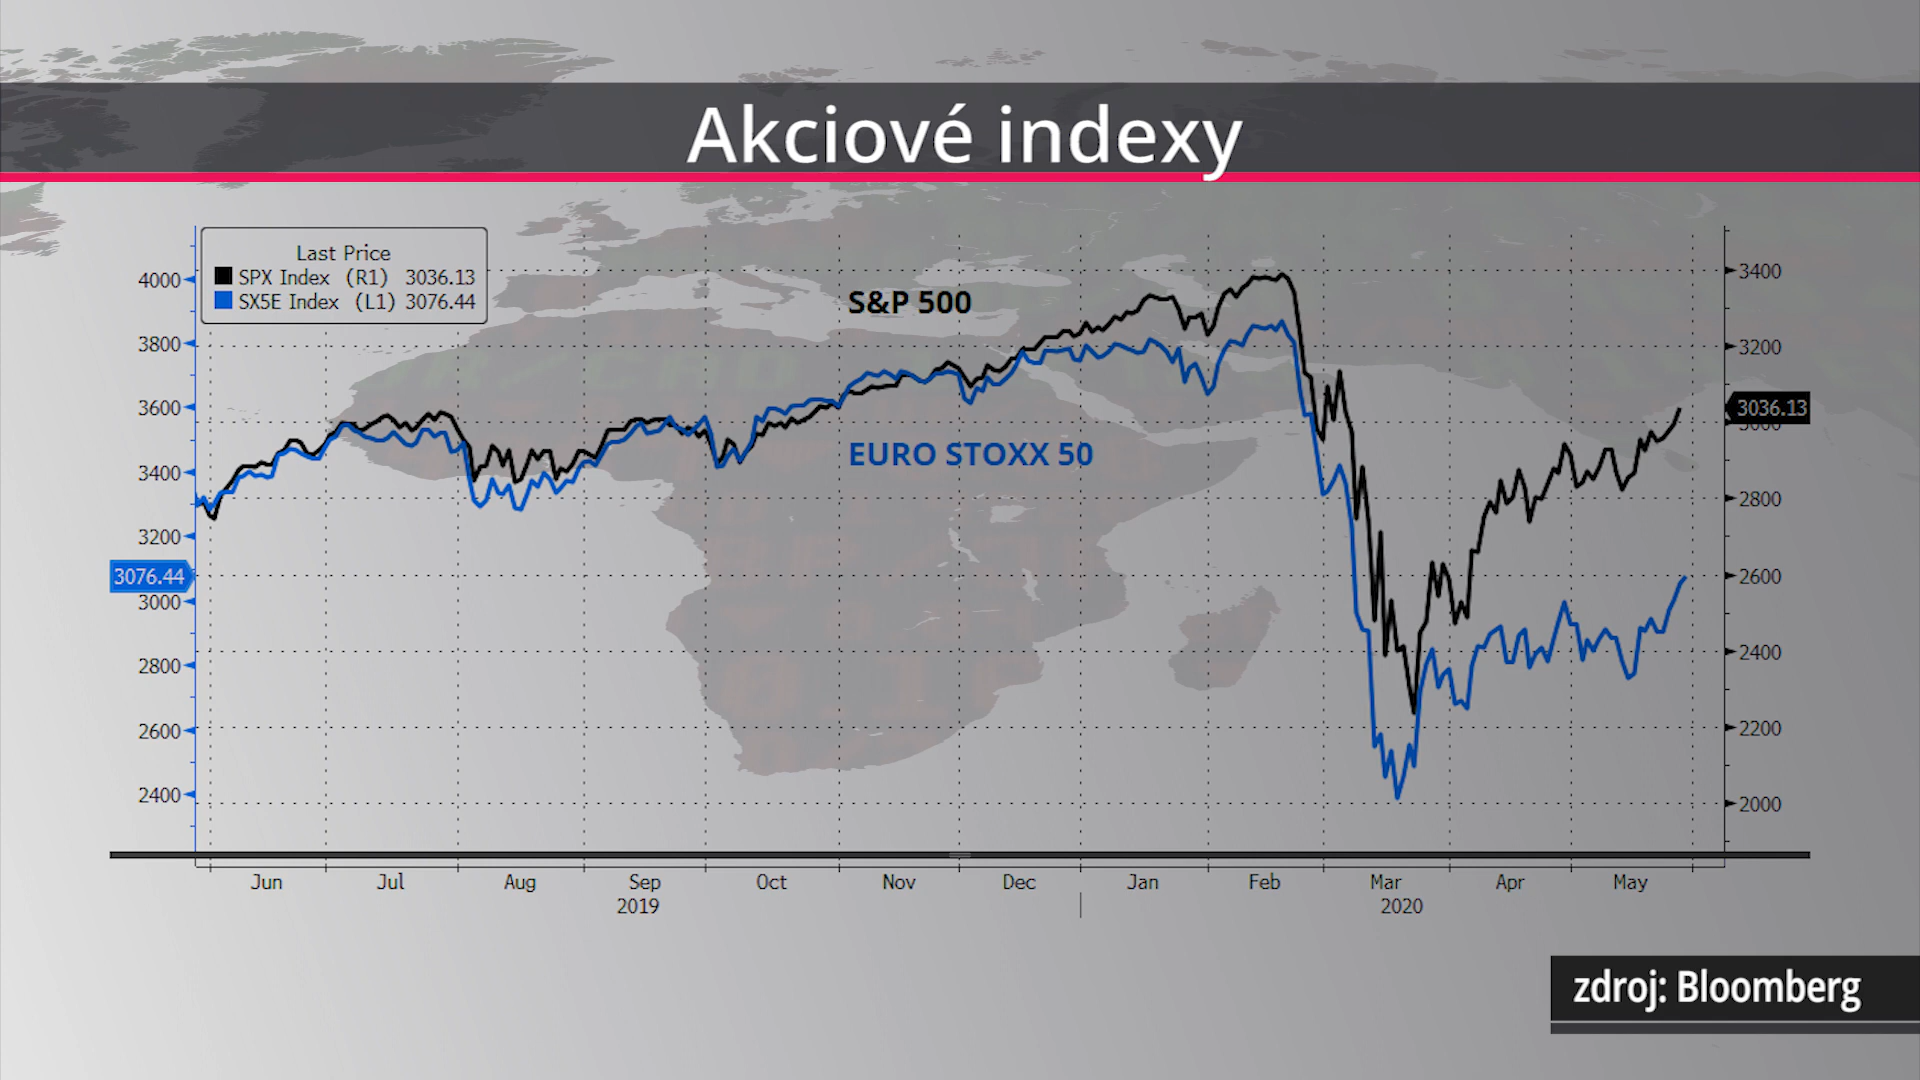 Akciové indexy
Last Price
SPX Index (R1) 3036.13
SX5E Index (L1) 3076.44
S&P 500
EURO STOXX 50
4000
3800
3600
3400
3200
3076.44
3000
2800
2600
2400
3400
3200
3036.13
3000
2800
2600
2400
2200
2000
Jun Jul Aug Sep Oct Nov Dec Jan Feb Mar Apr May
2019 2020
zdroj: Bloomberg